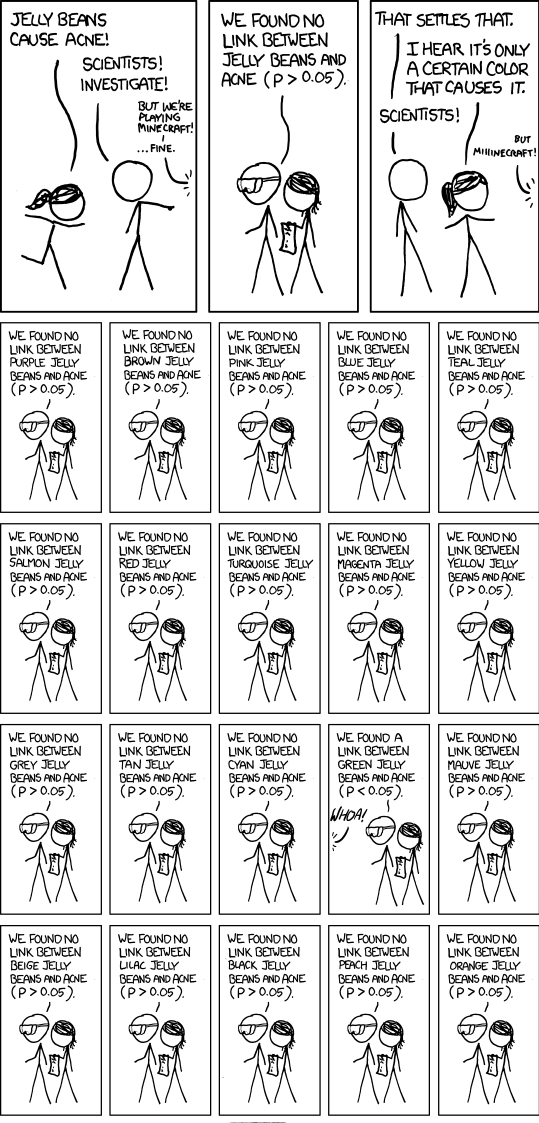 JELLY BEANS
CAUSE ACNE!
SCIENTISTS!
INVESTIGATE!
BUT WE'RE
PLAYING
MINECRAFT!
...FINE.
WE FOUND NO
LINK BETWEEN
JELLY BEANS AND
ACNE (P > 0.05).
THAT SETTLES THAT.
I HEAR IT'S ONLY
A CERTAIN COLOR
THAT CAUSES IT.
SCIENTISTS!
BUT
MIIINECRAFT!
WE FOUND NO
LINK BETWEEN
PURPLE JELLY
BEANS AND ACNE
(P > 0.05).
WE FOUND NO
LINK BETWEEN
BROWN JELLY
BEANS AND ACNE
(P > 0.05).
WE FOUND NO
LINK BETWEEN
PINK JELLY
BEANS AND ACNE
(P > 0.05).
WE FOUND NO
LINK BETWEEN
BLUE JELLY
BEANS AND ACNE
(P > 0.05).
WE FOUND NO
LINK BETWEEN
TEAL JELLY
BEANS AND ACNE
(P > 0.05).
WE FOUND NO
LINK BETWEEN
SALMON JELLY
BEANS AND ACNE
(P > 0.05).
WE FOUND NO
LINK BETWEEN
RED JELLY
BEANS AND ACNE
(P > 0.05).
WE FOUND NO
LINK BETWEEN
TURQUOISE JELLY
BEANS AND ACNE
(P > 0.05).
WE FOUND NO
LINK BETWEEN
MAGENTA JELLY
BEANS AND ACNE
(P > 0.05).
WE FOUND NO
LINK BETWEEN
YELLOW JELLY
BEANS AND ACNE
(P > 0.05).
WE FOUND NO
LINK BETWEEN
GREY JELLY
BEANS AND ACNE
(P > 0.05).
WE FOUND NO
LINK BETWEEN
TAN JELLY
BEANS AND ACNE
(P > 0.05).
WE FOUND NO
LINK BETWEEN
CYAN JELLY
BEANS AND ACNE
(P > 0.05).
WE FOUND A
LINK BETWEEN
GREEN JELLY
BEANS AND ACNE
(P < 0.05).
WHOA!
WE FOUND NO
LINK BETWEEN
MAUVE JELLY
BEANS AND ACNE
(P > 0.05).
WE FOUND NO
LINK BETWEEN
BEIGE JELLY
BEANS AND ACNE
(P > 0.05).
WE FOUND NO
LINK BETWEEN
LILAC JELLY
BEANS AND ACNE
(P > 0.05).
WE FOUND NO
LINK BETWEEN
BLACK JELLY
BEANS AND ACNE
(P > 0.05).
WE FOUND NO
LINK BETWEEN
PEACH JELLY
BEANS AND ACNE
(P > 0.05).
WE FOUND NO
LINK BETWEEN
ORANGE JELLY
BEANS AND ACNE
(P > 0.05).